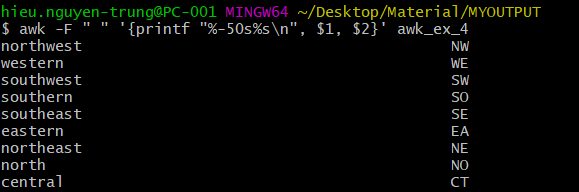 hieu.nguyen-trung@PC-001 MINGW64 ~/Desktop/Material/MYOUTPUT
$ awk -F " " '{printf "%-50s%s\n", $1, $2}' awk_ex_4
northwest                                         NW
western                                           WE
southwest                                         SW
southern                                          SO
southeast                                         SE
eastern                                           EA
northeast                                         NE
north                                             NO
central                                           CT